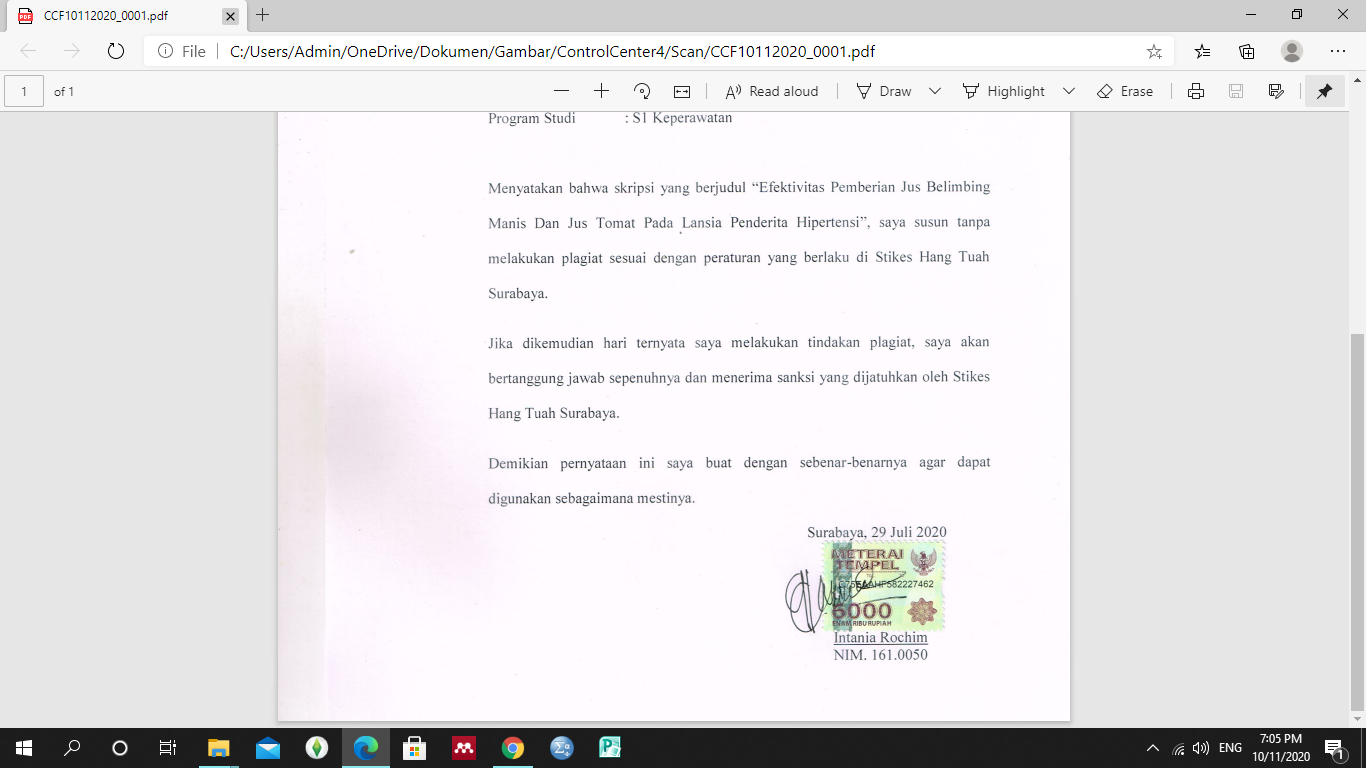 CCF10112020_0001.pdf
File C:/Users/Admin/OneDrive/Dokumen/Gambar/ControlCenter4/Scan/CCF10112020_0001.pdf
1 of 1 Read aloud Draw Highlight Erase
Program Studi : S1 Keperawatan
Menyatakan bahwa skripsi yang berjudul “Efektivitas Pemberian Jus Belimbing
Manis Dan Jus Tomat Pada Lansia Penderita Hipertensi”, saya susun tanpa
melakukan plagiat sesuai dengan peraturan yang berlaku di Stikes Hang Tuah
Surabaya.
Jika dikemudian hari ternyata saya melakukan tindakan plagiat, saya akan
bertanggung jawab sepenuhnya dan menerima sanksi yang dijatuhkan oleh Stikes
Hang Tuah Surabaya.
Demikian pernyataan ini saya buat dengan sebenar-benarnya agar dapat
digunakan sebagaimana mestinya.
Surabaya, 29 Juli 2020
METERAI
TEMPEL
6000
ENAM RIBU RUPIAH
Intania Rochim
NIM. 161.0050
ENG
7:05 PM
10/11/2020
1